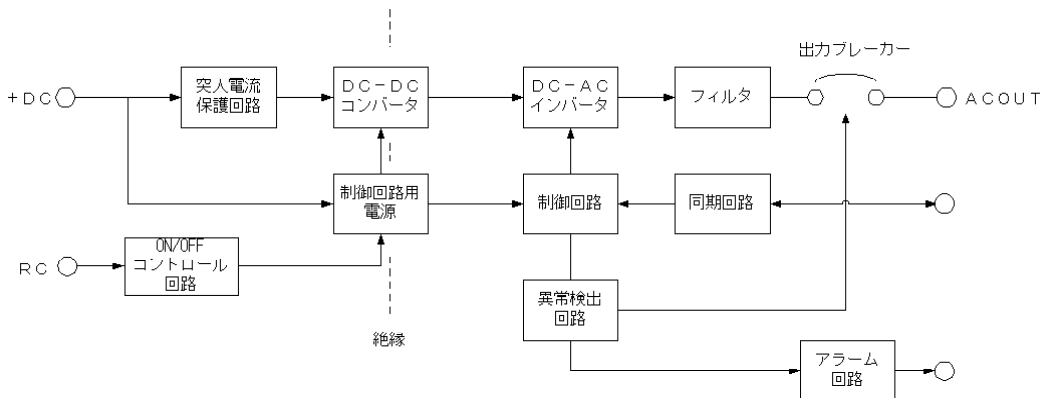 出力ブレーカー
+DC
突入電流
保護回路
DC-DC
コンバータ
DC-AC
インバータ
フィルタ
ACOUT
制御回路用
電源
制御回路
同期回路
RC
ON/OFF
コントロール
回路
異常検出
回路
絶縁
アラーム
回路